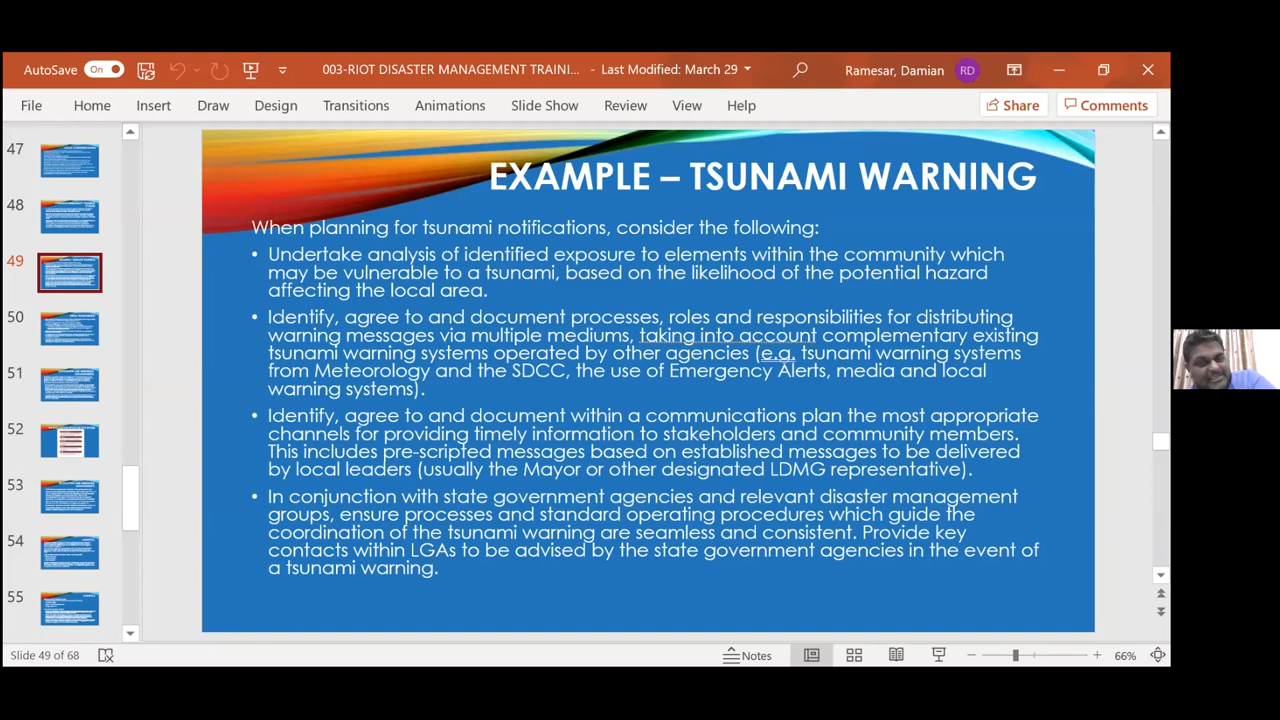 AutoSave On
003-RIOT DISASTER MANAGEMENT TRAINI... - Last Modified: March 29
Ramesar, Damian RD
File Home Insert Draw Design Transitions Animations Slide Show Review View Help
Share Comments
47
48
49
50
51
52
53
54
55
EXAMPLE – TSUNAMI WARNING
When planning for tsunami notifications, consider the following:
• Undertake analysis of identified exposure to elements within the community which
may be vulnerable to a tsunami, based on the likelihood of the potential hazard
affecting the local area.
• Identify, agree to and document processes, roles and responsibilities for distributing
warning messages via multiple mediums, taking into account complementary existing
tsunami warning systems operated by other agencies (e.g. tsunami warning systems
from Meteorology and the SDCC, the use of Emergency Alerts, media and local
warning systems).
• Identify, agree to and document within a communications plan the most appropriate
channels for providing timely information to stakeholders and community members.
This includes pre-scripted messages based on established messages to be delivered
by local leaders (usually the Mayor or other designated LDMG representative).
• In conjunction with state government agencies and relevant disaster management
groups, ensure processes and standard operating procedures which guide the
coordination of the tsunami warning are seamless and consistent. Provide key
contacts within LGAs to be advised by the state government agencies in the event of
a tsunami warning.
Slide 49 of 68
Notes
66%